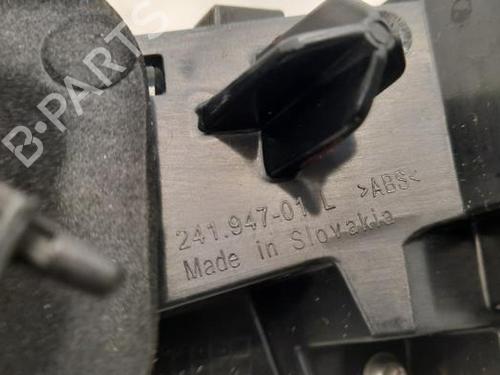 B-PARTS
241.947-01 L >ABS<
Made in Slovakia